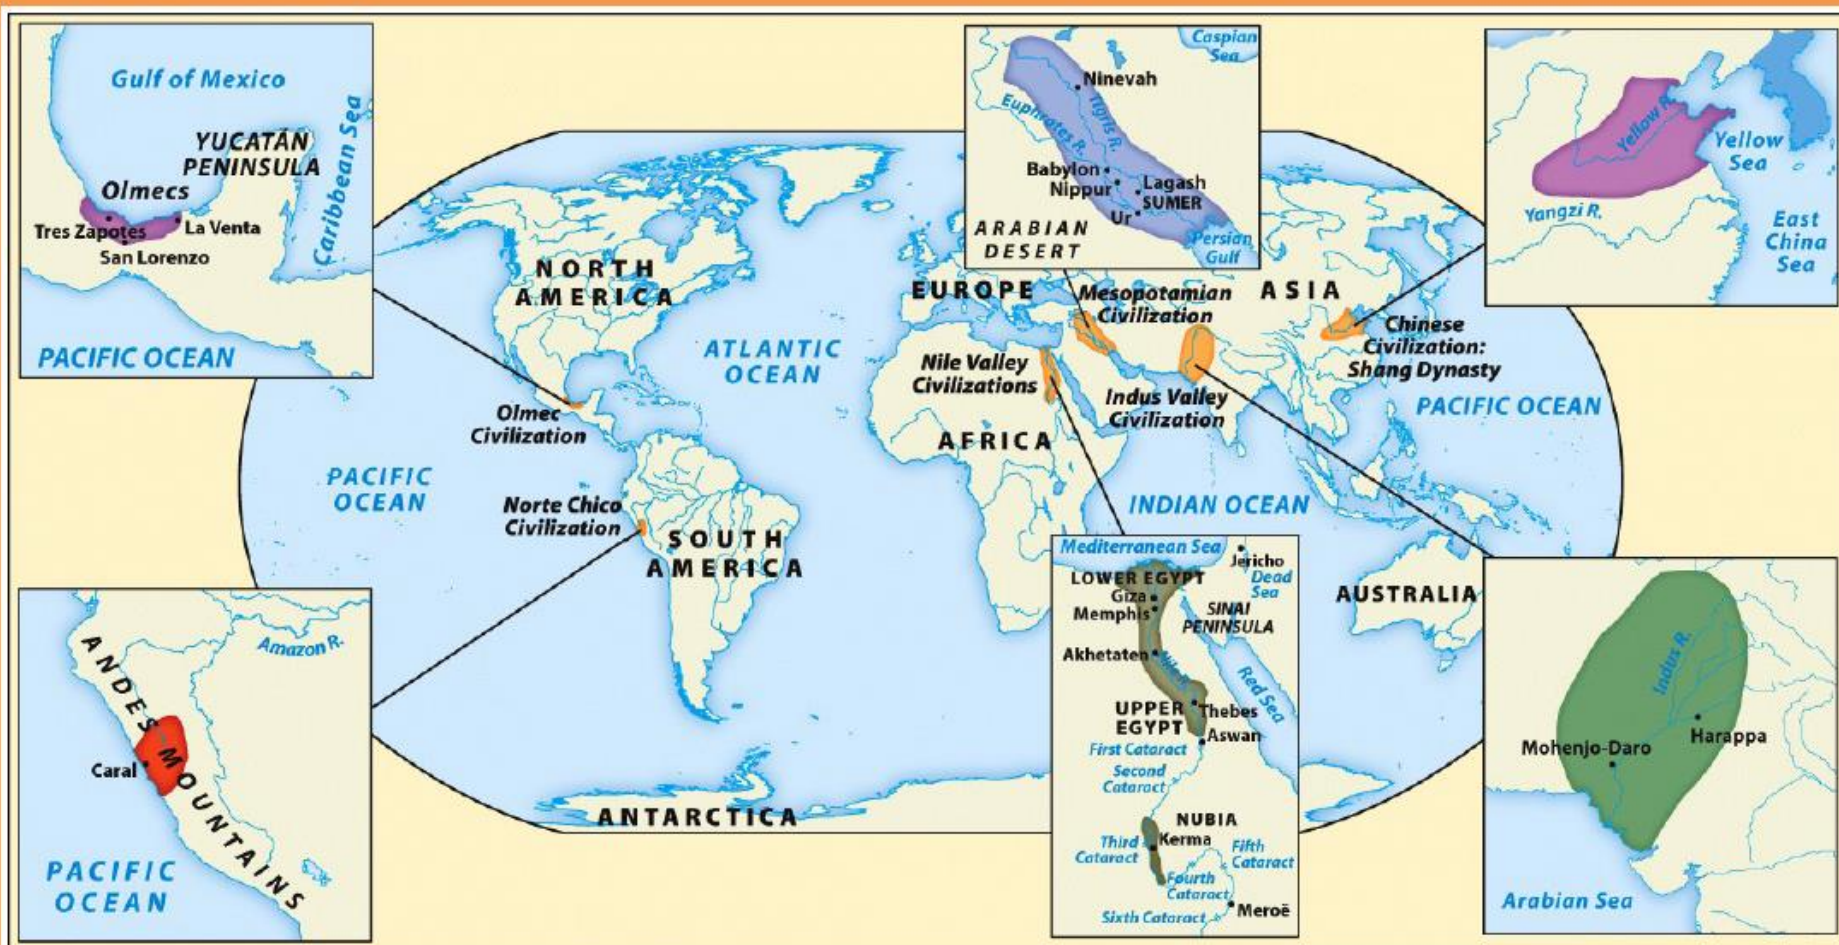 Gulf of Mexico
YUCATÁN
PENINSULA
Caribbean Sea
Olmecs
Tres Zapotes
La Venta
San Lorenzo
PACIFIC OCEAN
Caspian
Sea
Ninevah
Euphrates R.
Tigris R.
Babylon
Nippur
Lagash
SUMER
Ur
ARABIAN
DESERT
Persian
Gulf
Yellow R.
Yellow
Sea
Yangzi R.
East
China
Sea
NORTH
AMERICA
ATLANTIC
OCEAN
EUROPE
ASIA
Mesopotamian
Civilization
Chinese
Civilization:
Shang Dynasty
Nile Valley
Civilizations
Indus Valley
Civilization
PACIFIC OCEAN
Olmec
Civilization
AFRICA
PACIFIC
OCEAN
INDIAN OCEAN
Norte Chico
Civilization
SOUTH
AMERICA
AUSTRALIA
ANTARCTICA
Amazon R.
ANDES MOUNTAINS
Caral
PACIFIC
OCEAN
Mediterranean Sea
Jericho
Dead
Sea
LOWER EGYPT
Giza
Memphis
SINAI
PENINSULA
Akhetaten
Nile R.
Red Sea
UPPER
EGYPT
Thebes
Aswan
First Cataract
Second
Cataract
NUBIA
Third
Cataract
Kerma
Fifth
Cataract
Fourth
Cataract
Sixth Cataract
Meroë
Indus R.
Mohenjo-Daro
Harappa
Arabian Sea